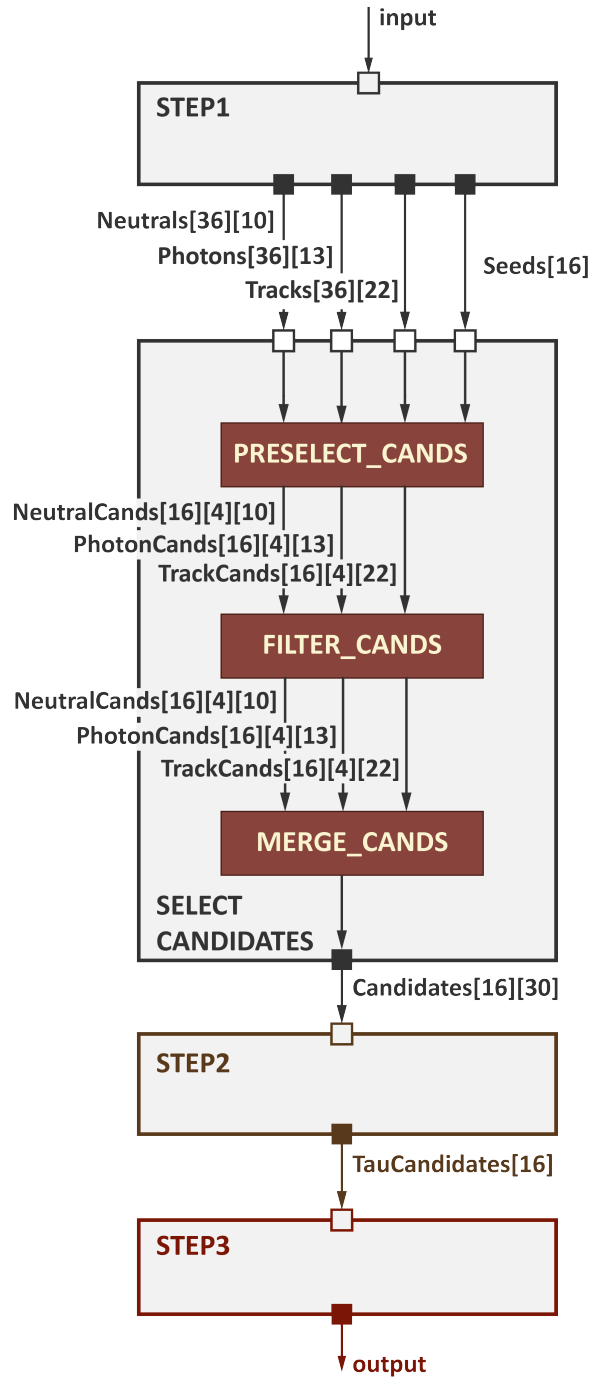 input
STEP1
Neutrals[36][10]
Photons[36][13]
Seeds[16]
Tracks[36][22]
PRESELECT_CANDS
NeutralCands[16][4][10]
PhotonCands[16][4][13]
TrackCands[16][4][22]
FILTER_CANDS
NeutralCands[16][4][10]
PhotonCands[16][4][13]
TrackCands[16][4][22]
MERGE_CANDS
SELECT
CANDIDATES
Candidates[16][30]
STEP2
TauCandidates[16]
STEP3
output